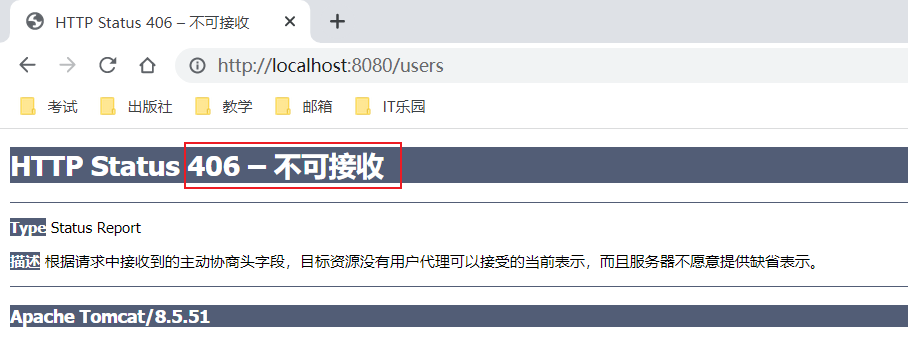 HTTP Status 406 – 不可接收
http://localhost:8080/users
考试 出版社 教学 邮箱 IT乐园
HTTP Status 406 – 不可接收
Type Status Report
描述 根据请求中接收到的主动协商头字段，目标资源没有用户代理可以接受的当前表示，而且服务器不愿意提供缺省表示。
Apache Tomcat/8.5.51